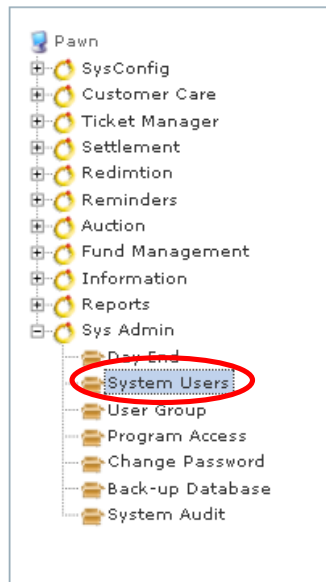 Pawn
SysConfig
Customer Care
Ticket Manager
Settlement
Redimtion
Reminders
Auction
Fund Management
Information
Reports
Sys Admin
Day End
System Users
User Group
Program Access
Change Password
Back-up Database
System Audit